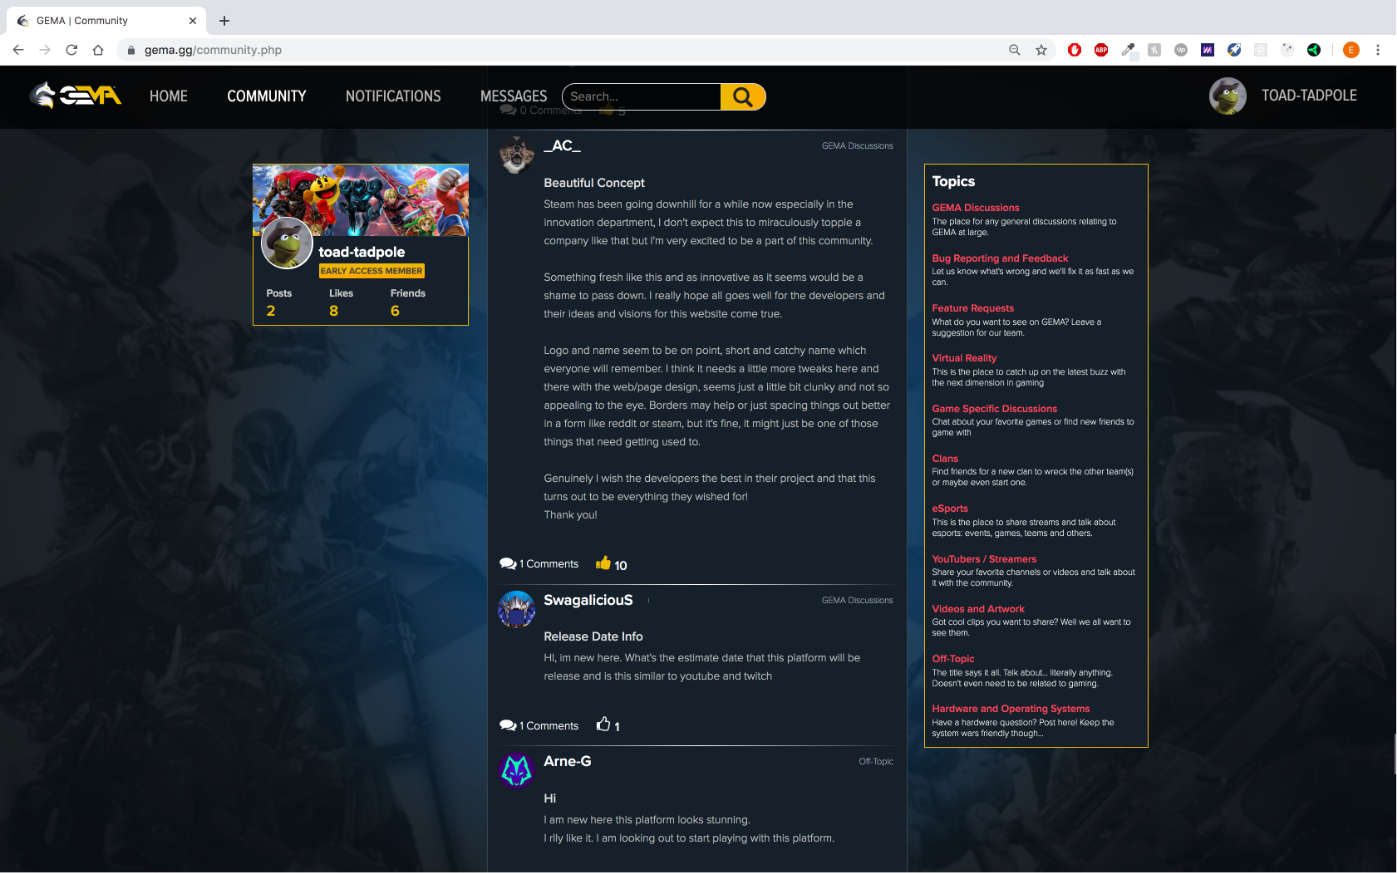 GEMA | Community
gema.gg/community.php
GEMA
HOME
COMMUNITY
NOTIFICATIONS
MESSAGES
Search...
TOAD-TADPOLE
0 Comments 5
toad-tadpole
EARLY ACCESS MEMBER
Posts Likes Friends
2 8 6
_AC_
GEMA Discussions
Beautiful Concept
Steam has been going downhill for a while now especially in the
innovation department, I don't expect this to miraculously topple a
company like that but I'm very excited to be a part of this community.
Something fresh like this and as innovative as it seems would be a
shame to pass down. I really hope all goes well for the developers and
their ideas and visions for this website come true.
Logo and name seem to be on point, short and catchy name which
everyone will remember. I think it needs a little more tweaks here and
there with the web/page design, seems just a little bit clunky and not so
appealing to the eye. Borders may help or just spacing things out better
in a form like reddit or steam, but it's fine, it might just be one of those
things that need getting used to.
Genuinely I wish the developers the best in their project and that this
turns out to be everything they wished for!
Thank you!
1 Comments 10
SwagaliciouS
GEMA Discussions
Release Date Info
HI, im new here. What's the estimate date that this platform will be
release and is this similar to youtube and twitch
1 Comments 1
Arne-G
Off-Topic
Hi
I am new here this platform looks stunning.
I rlly like it. I am looking out to start playing with this platform.
Topics
GEMA Discussions
The place for any general discussions relating to
GEMA at large.
Bug Reporting and Feedback
Let us know what's wrong and we'll fix it as fast as we
can.
Feature Requests
What do you want to see on GEMA? Leave a
suggestion for our team.
Virtual Reality
This is the place to catch up on the latest buzz with
the next dimension in gaming
Game Specific Discussions
Chat about your favorite games or find new friends to
game with
Clans
Find friends for a new clan to wreck the other team(s)
or maybe even start one.
eSports
This is the place to share streams and talk about
esports: events, games, teams and others.
YouTubers / Streamers
Share your favorite channels or videos and talk about
it with the community.
Videos and Artwork
Got cool clips you want to share? Well we all want to
see them.
Off-Topic
The title says it all. Talk about... literally anything.
Doesn't even need to be related to gaming.
Hardware and Operating Systems
Have a hardware question? Post here! Keep the
system wars friendly though...
ABP
E